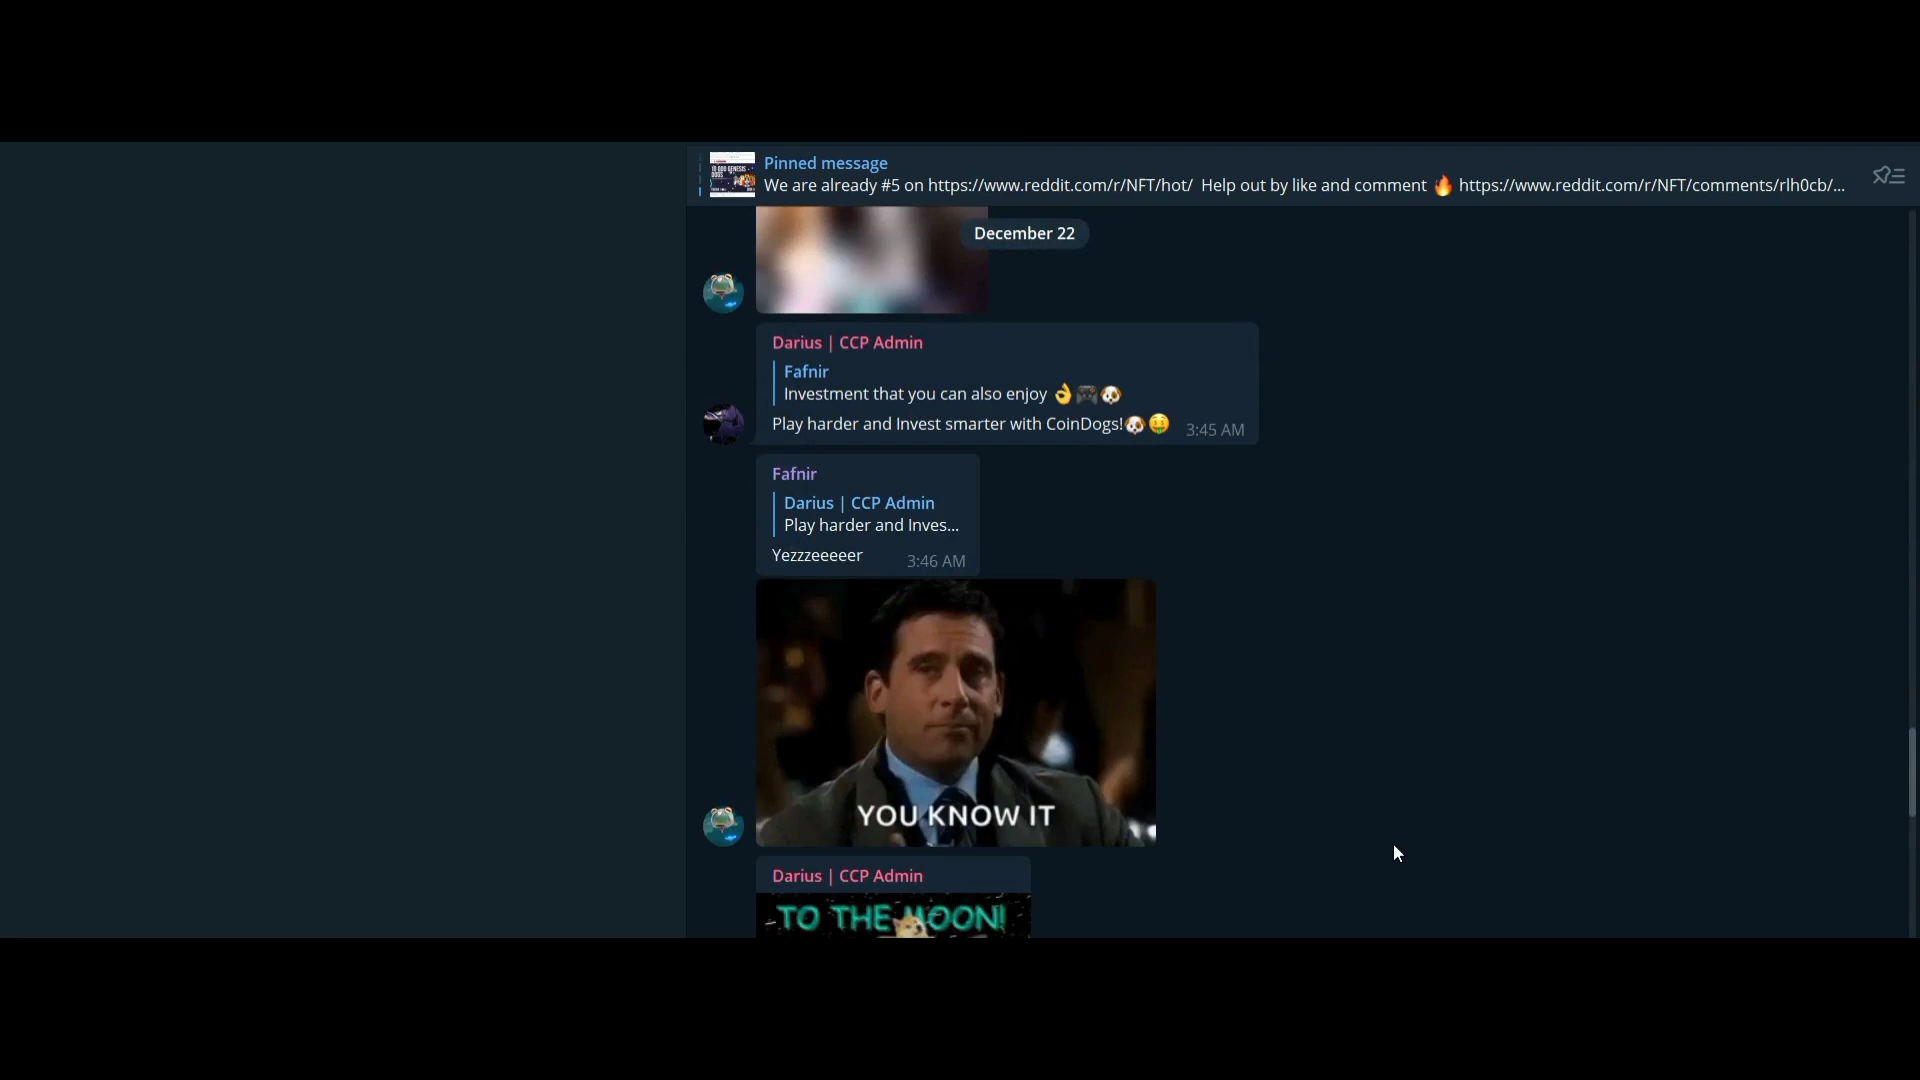 Pinned message
We are already #5 on https://www.reddit.com/r/NFT/hot/ Help out by like and comment 🔥 https://www.reddit.com/r/NFT/comments/rlh0cb/...
December 22
Darius | CCP Admin
Fafnir
Investment that you can also enjoy 👌🎮🐶
Play harder and Invest smarter with CoinDogs!🐶🤑 3:45 AM
Fafnir
Darius | CCP Admin
Play harder and Inves...
Yezzzeeeeer 3:46 AM
YOU KNOW IT
Darius | CCP Admin
TO THE MOON!